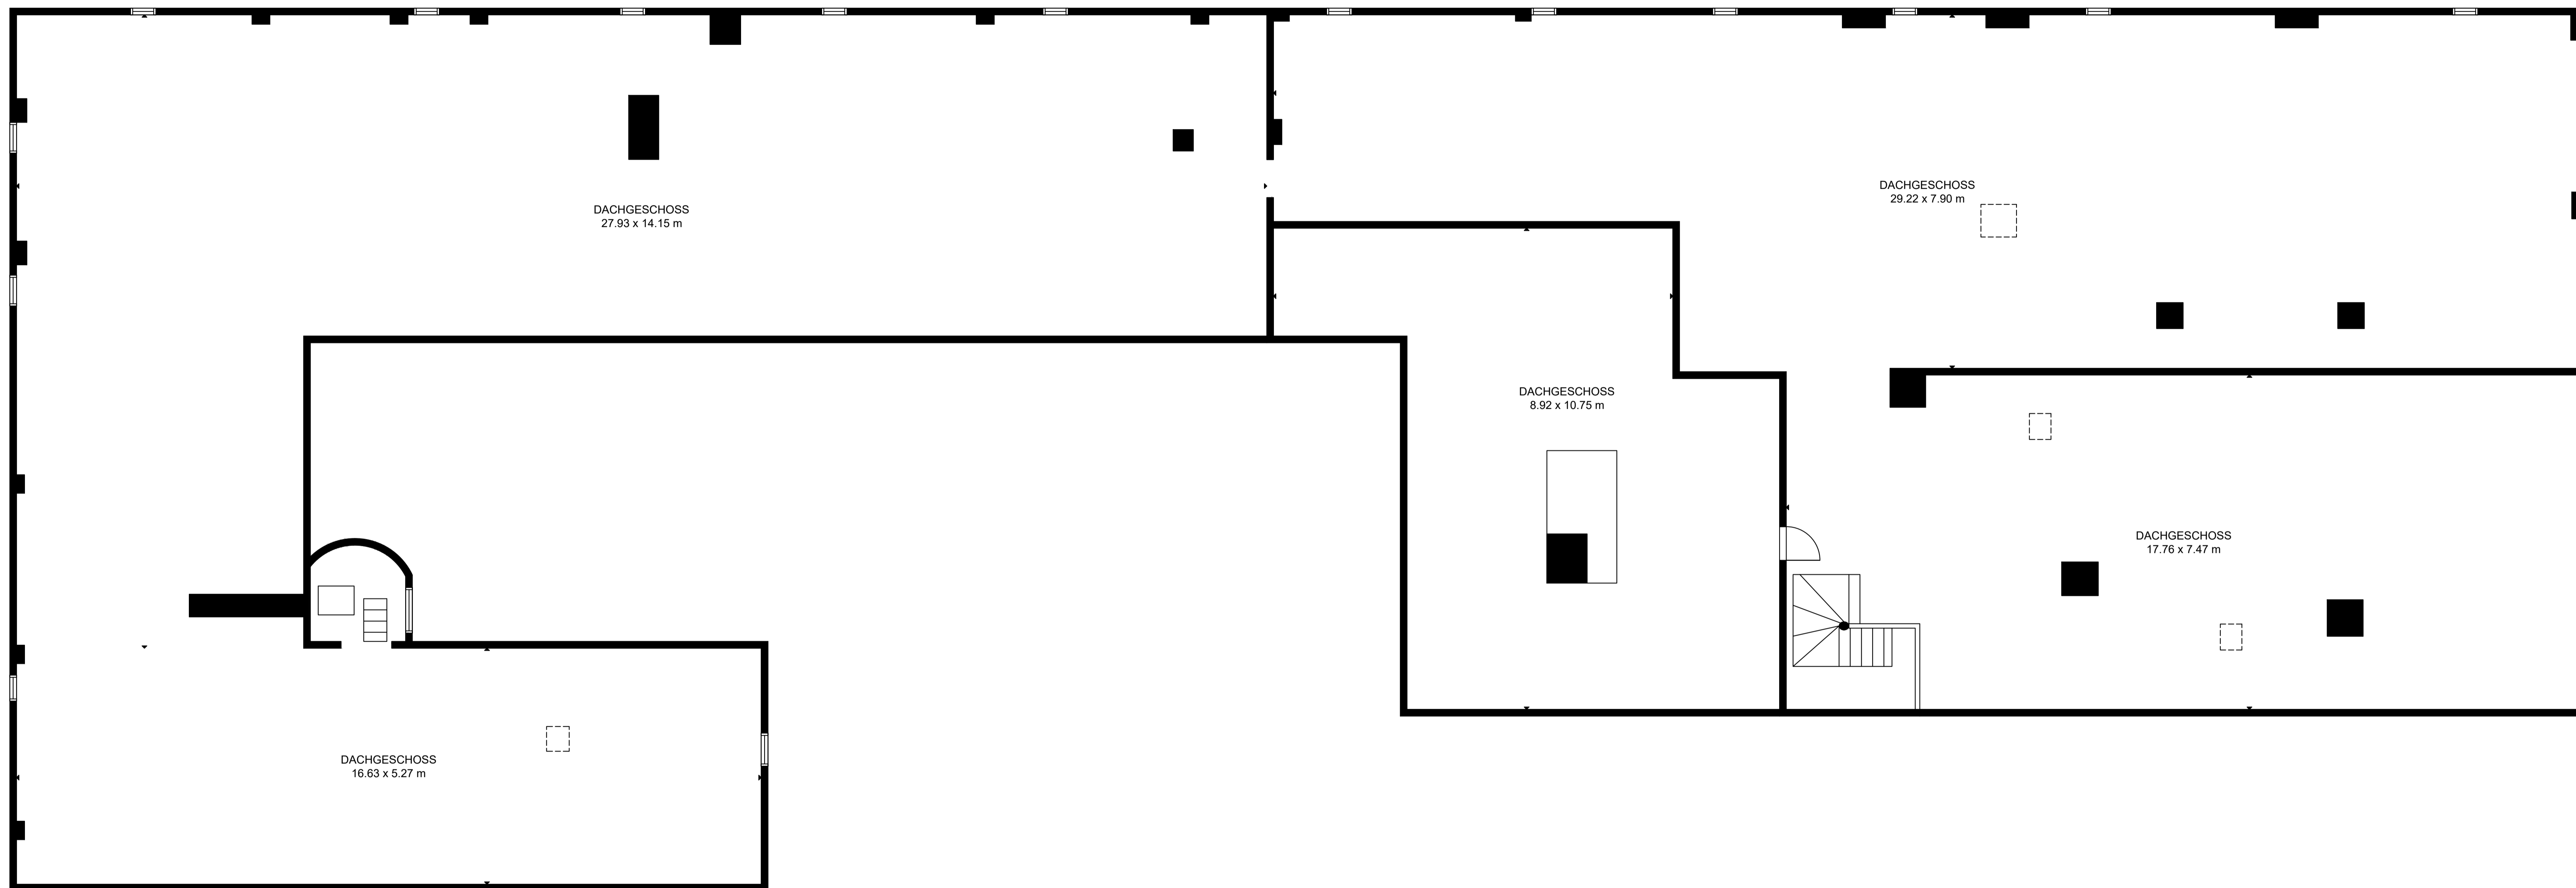 DACHGESCHOSS
27.93 x 14.15 m
DACHGESCHOSS
29.22 x 7.90 m
DACHGESCHOSS
8.92 x 10.75 m
DACHGESCHOSS
17.76 x 7.47 m
DACHGESCHOSS
16.63 x 5.27 m